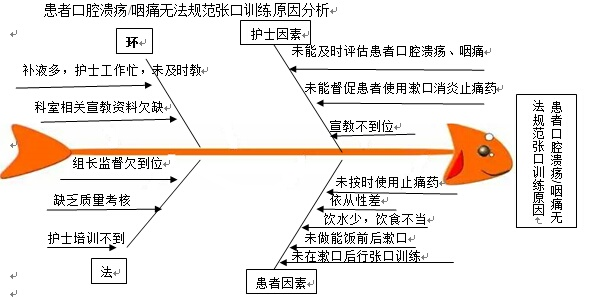 患者口腔溃疡/咽痛无法规范张口训练原因分析
环
护士因素
补液多，护士工作忙，未及时教
科室相关宣教资料欠缺
未能及时评估患者口腔溃疡、咽痛
未能督促患者使用漱口消炎止痛药
宣教不到位
患者口腔溃疡/咽痛无
法规范张口训练原因
组长监督欠到位
缺乏质量考核
护士培训不到
法
未按时使用止痛药
依从性差
饮水少，饮食不当
未做能饭前后漱口
未在漱口后行张口训练
患者因素